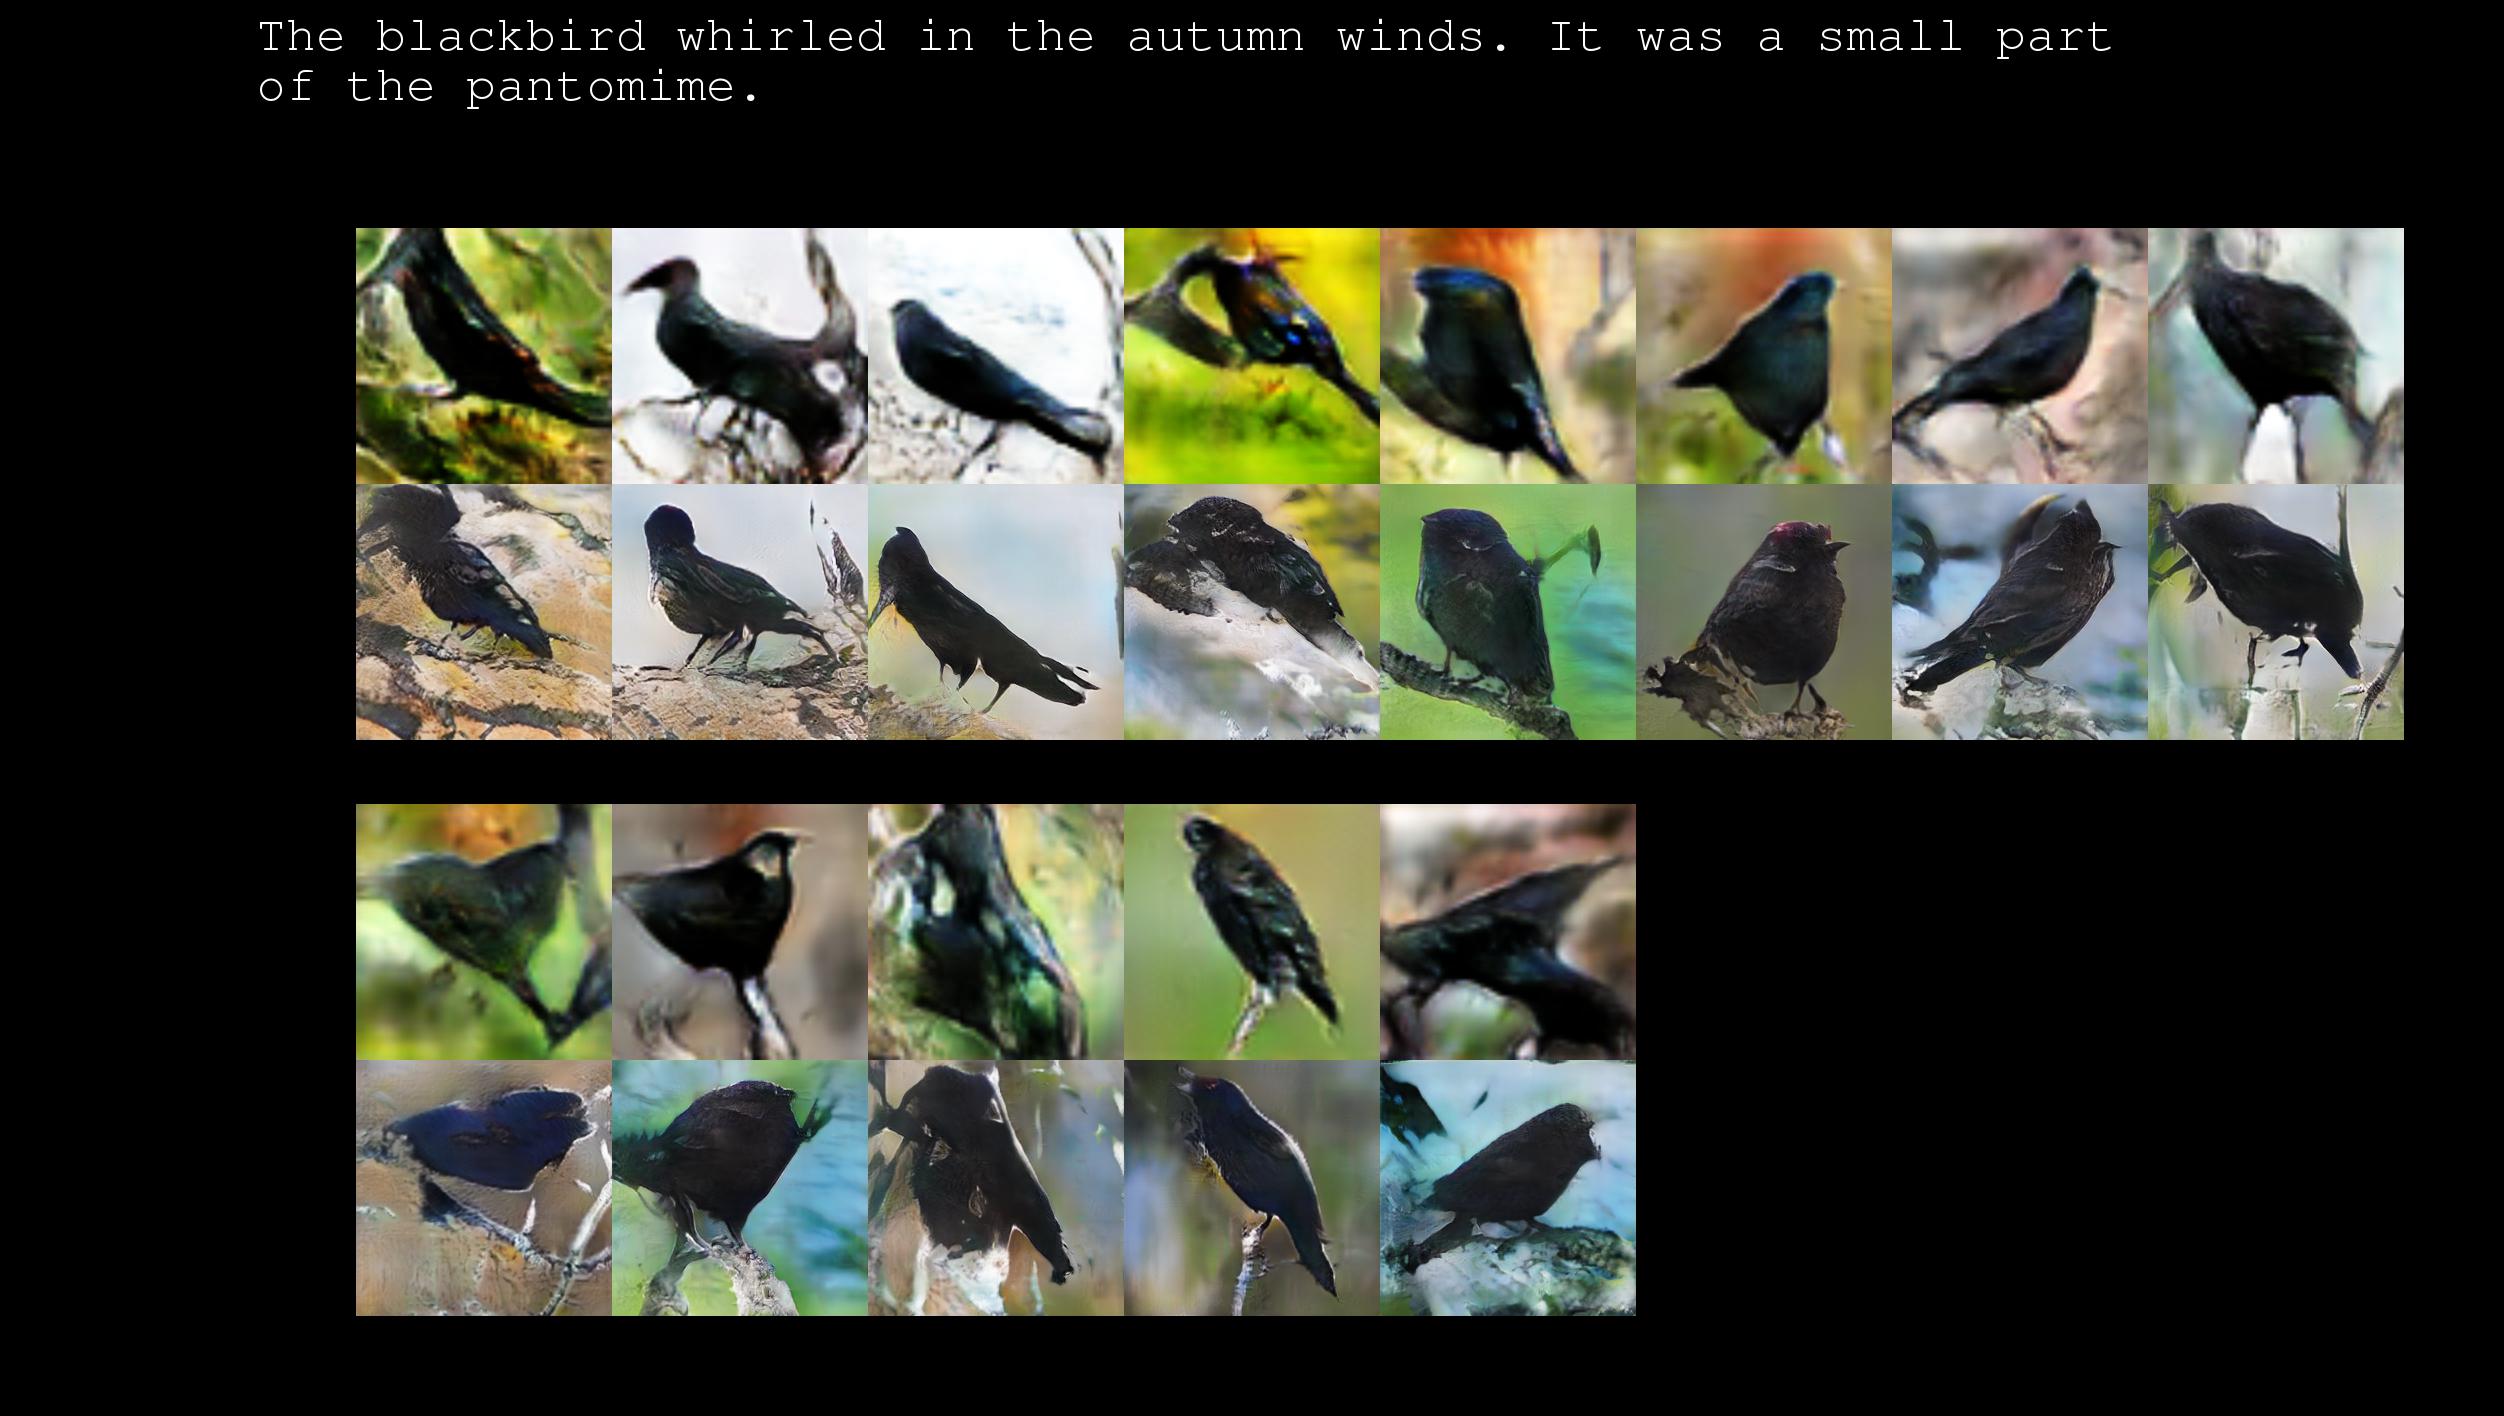 The blackbird whirled in the autumn winds. It was a small part
of the pantomime.